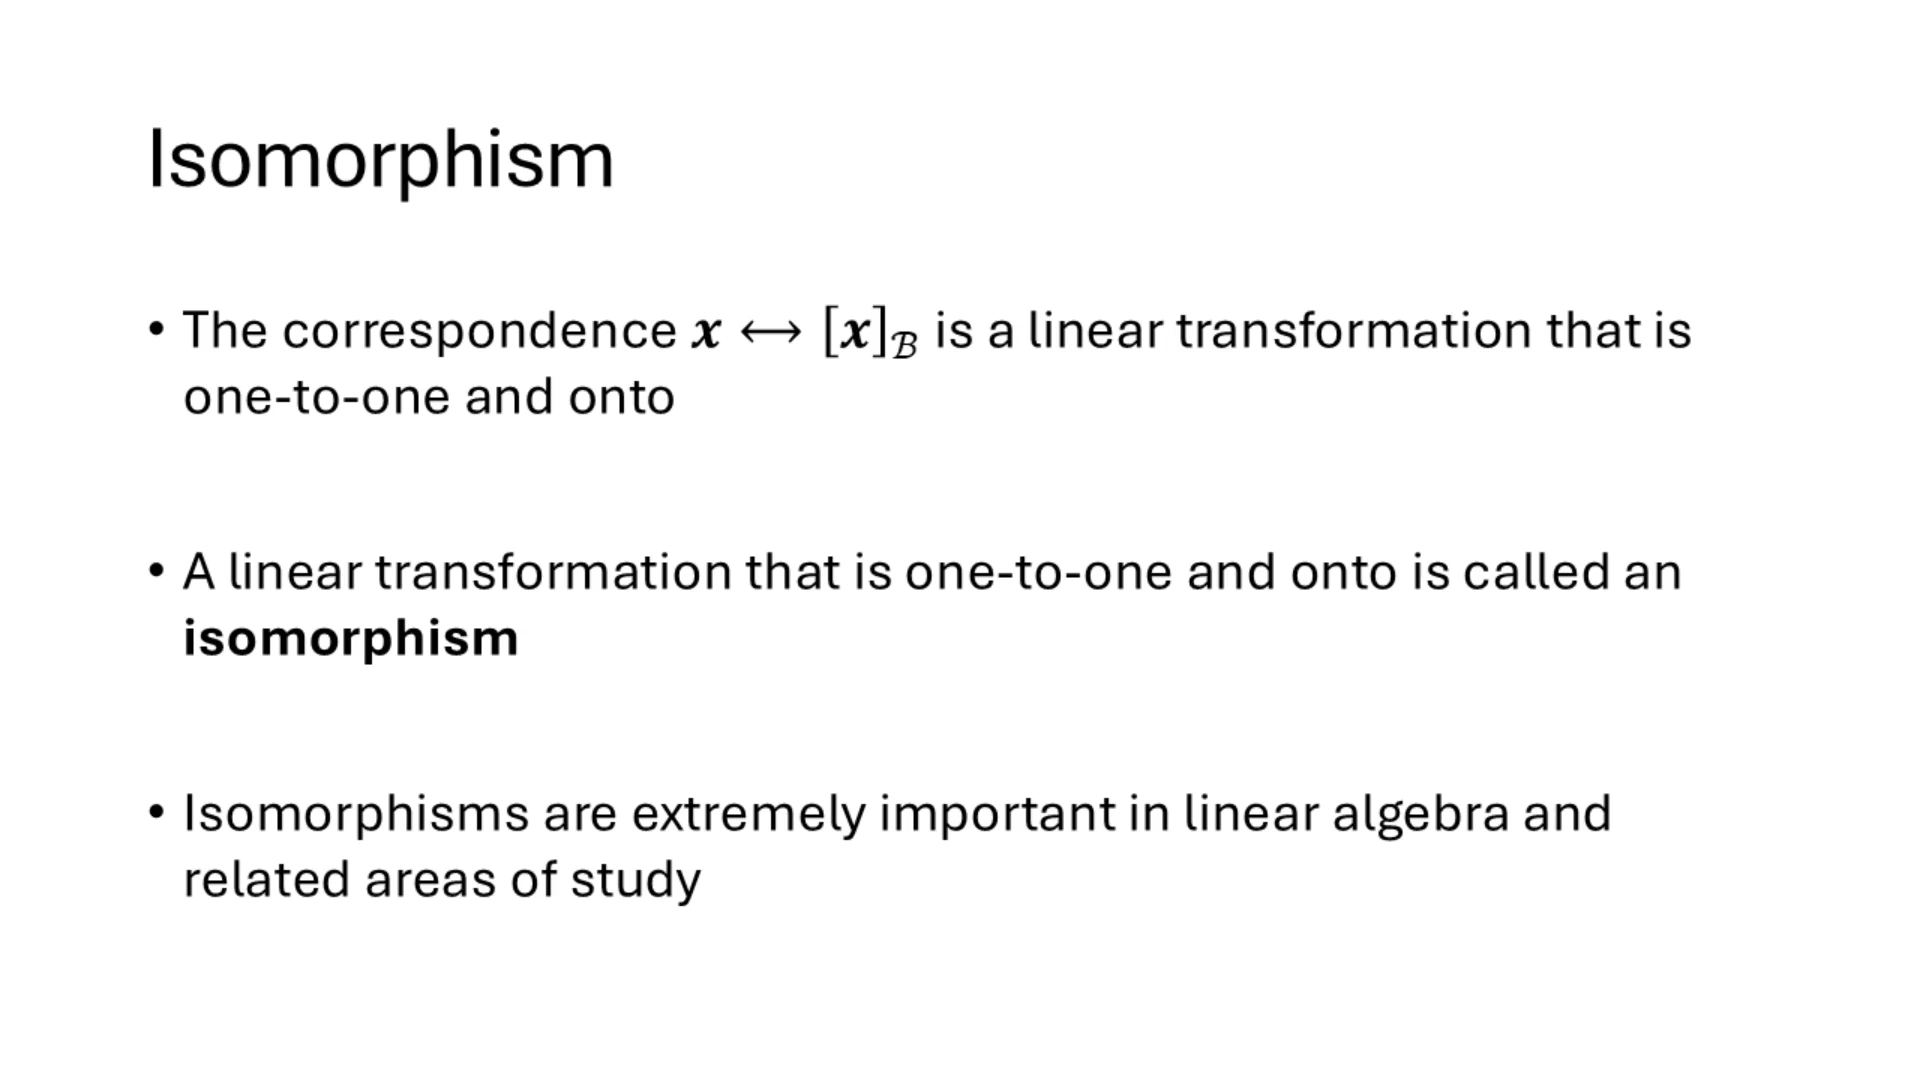 Isomorphism
• The correspondence 𝒙 ⟷ [𝒙]_ℬ is a linear transformation that is
one-to-one and onto
• A linear transformation that is one-to-one and onto is called an
isomorphism
• Isomorphisms are extremely important in linear algebra and
related areas of study